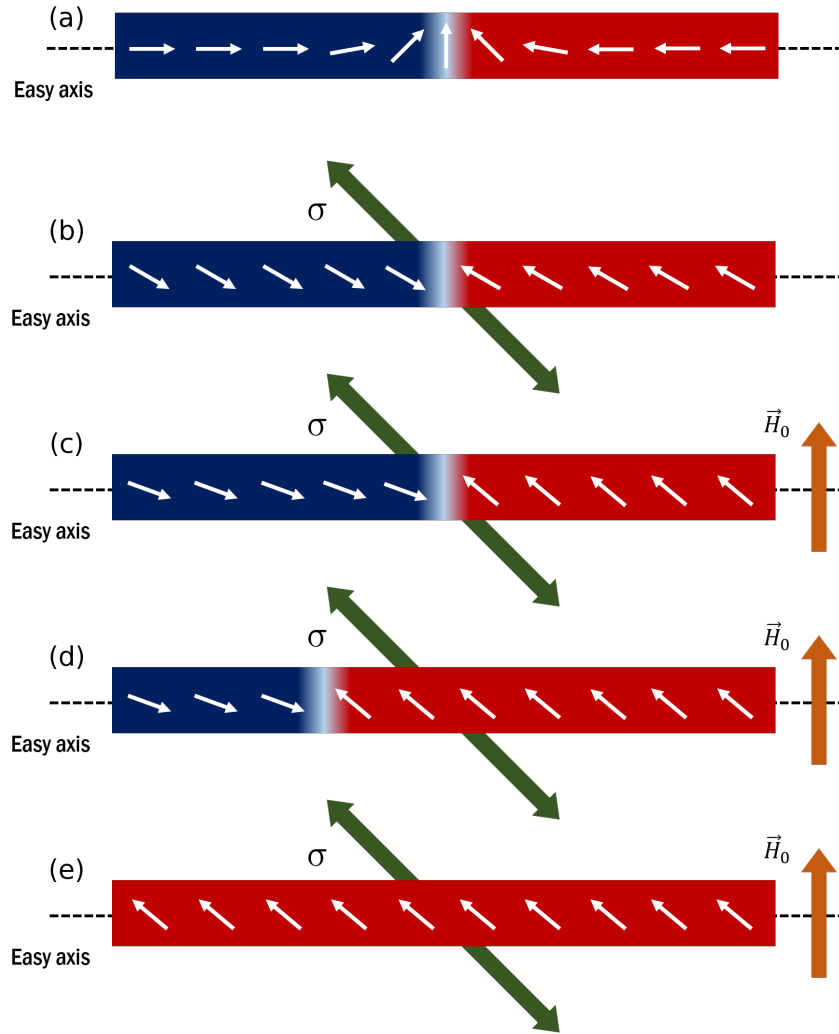 (a)
Easy axis
σ
(b)
Easy axis
σ
(c)
H⃗₀
Easy axis
σ
(d)
H⃗₀
Easy axis
σ
(e)
H⃗₀
Easy axis